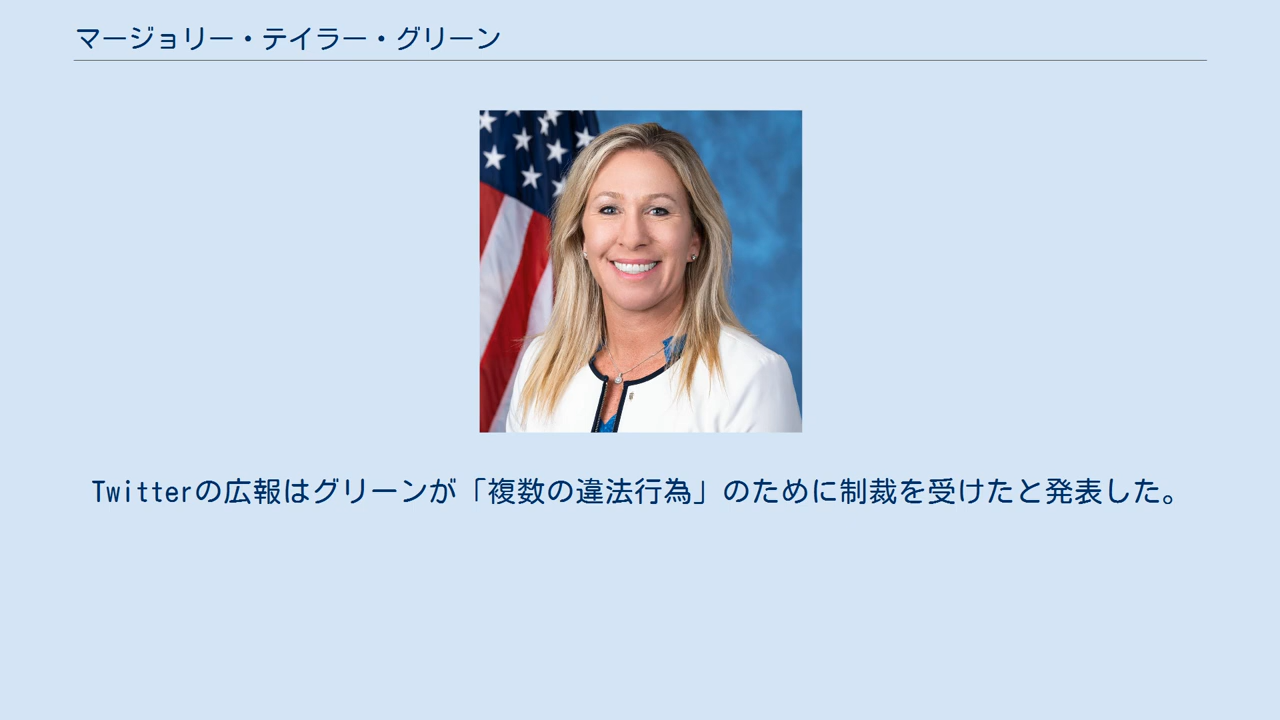 マージョリー・テイラー・グリーン
Twitterの広報はグリーンが「複数の違法行為」のために制裁を受けたと発表した。